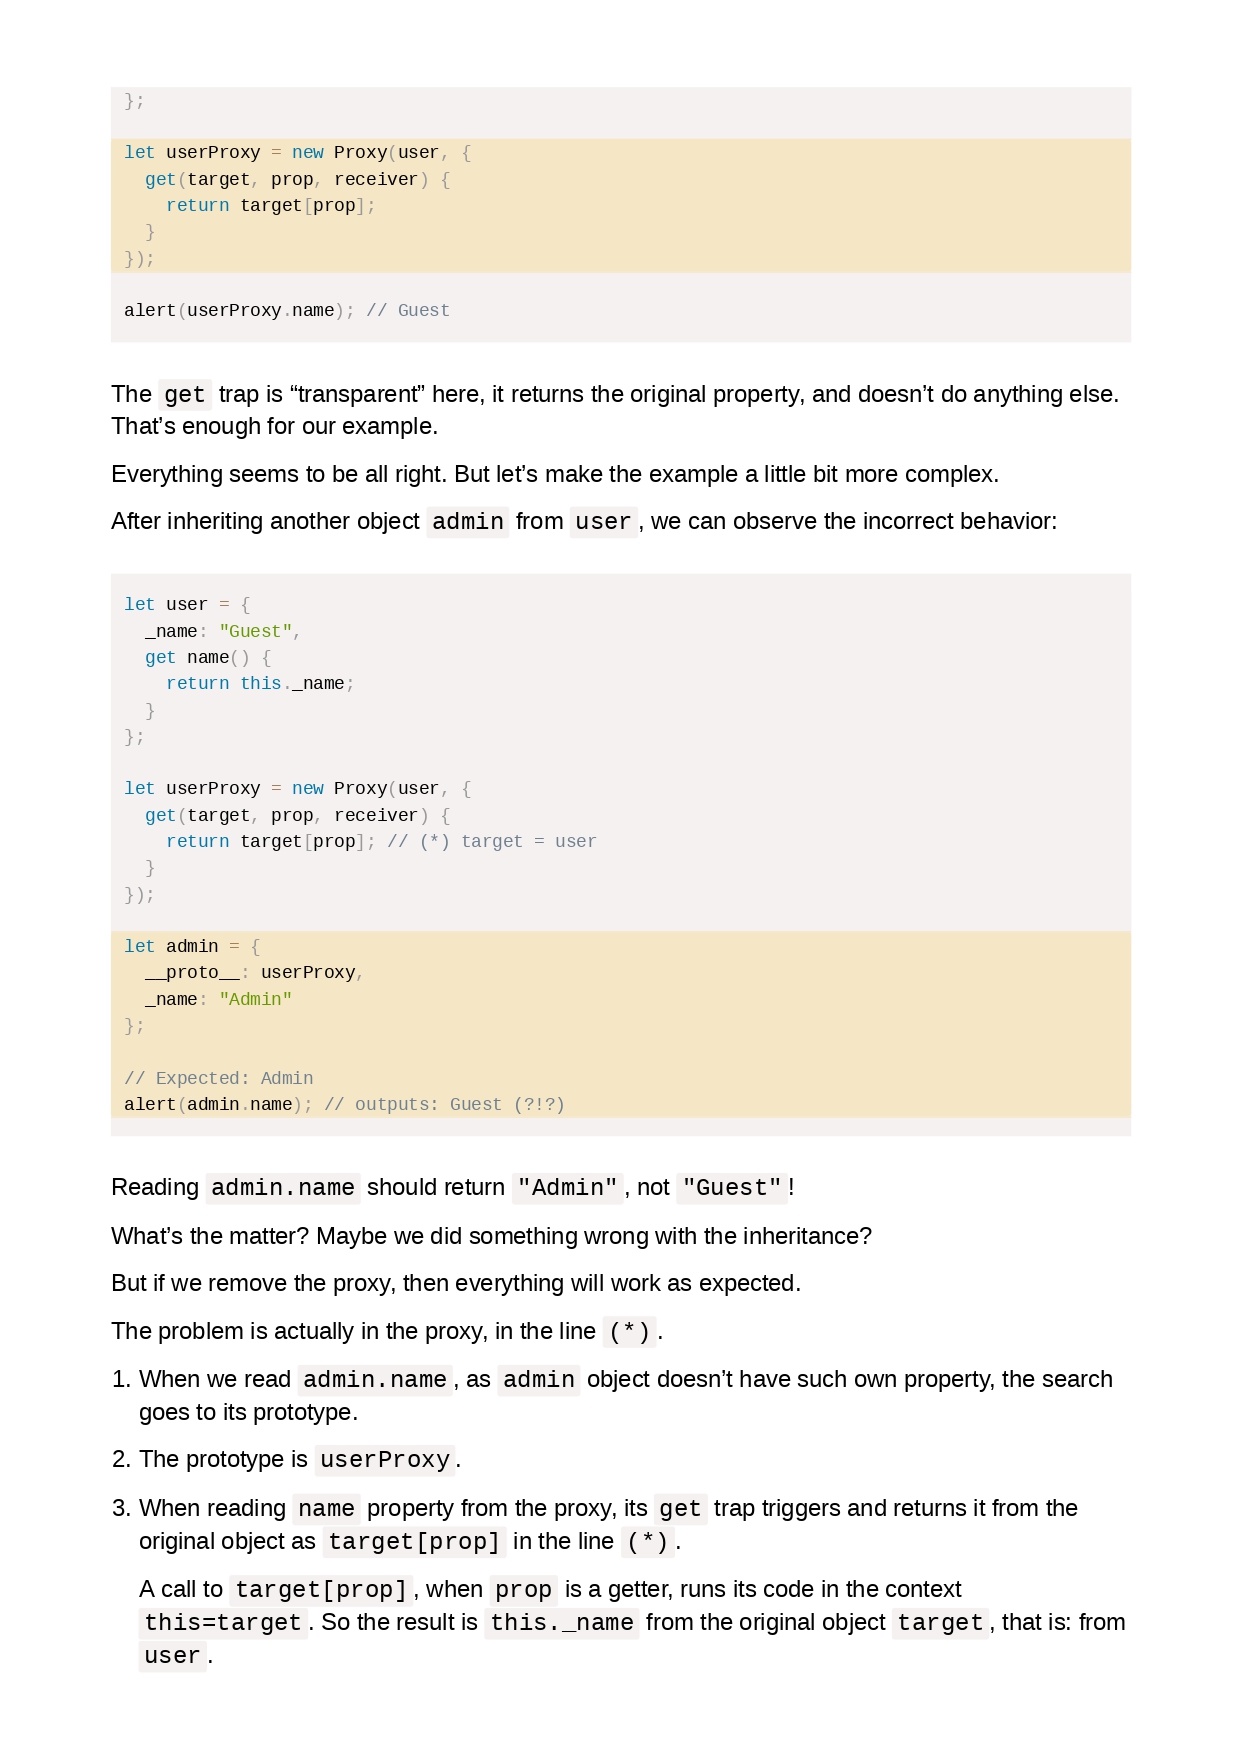 };
let userProxy = new Proxy(user, {
  get(target, prop, receiver) {
    return target[prop];
  }
});
alert(userProxy.name); // Guest
The get trap is “transparent” here, it returns the original property, and doesn’t do anything else.
That’s enough for our example.
Everything seems to be all right. But let’s make the example a little bit more complex.
After inheriting another object admin from user, we can observe the incorrect behavior:
let user = {
  _name: "Guest",
  get name() {
    return this._name;
  }
};
let userProxy = new Proxy(user, {
  get(target, prop, receiver) {
    return target[prop]; // (*) target = user
  }
});
let admin = {
  __proto__: userProxy,
  _name: "Admin"
};
// Expected: Admin
alert(admin.name); // outputs: Guest (?!?)
Reading admin.name should return "Admin", not "Guest"!
What’s the matter? Maybe we did something wrong with the inheritance?
But if we remove the proxy, then everything will work as expected.
The problem is actually in the proxy, in the line (*).
1. When we read admin.name, as admin object doesn’t have such own property, the search
goes to its prototype.
2. The prototype is userProxy.
3. When reading name property from the proxy, its get trap triggers and returns it from the
original object as target[prop] in the line (*).
A call to target[prop], when prop is a getter, runs its code in the context
this=target. So the result is this._name from the original object target, that is: from
user.